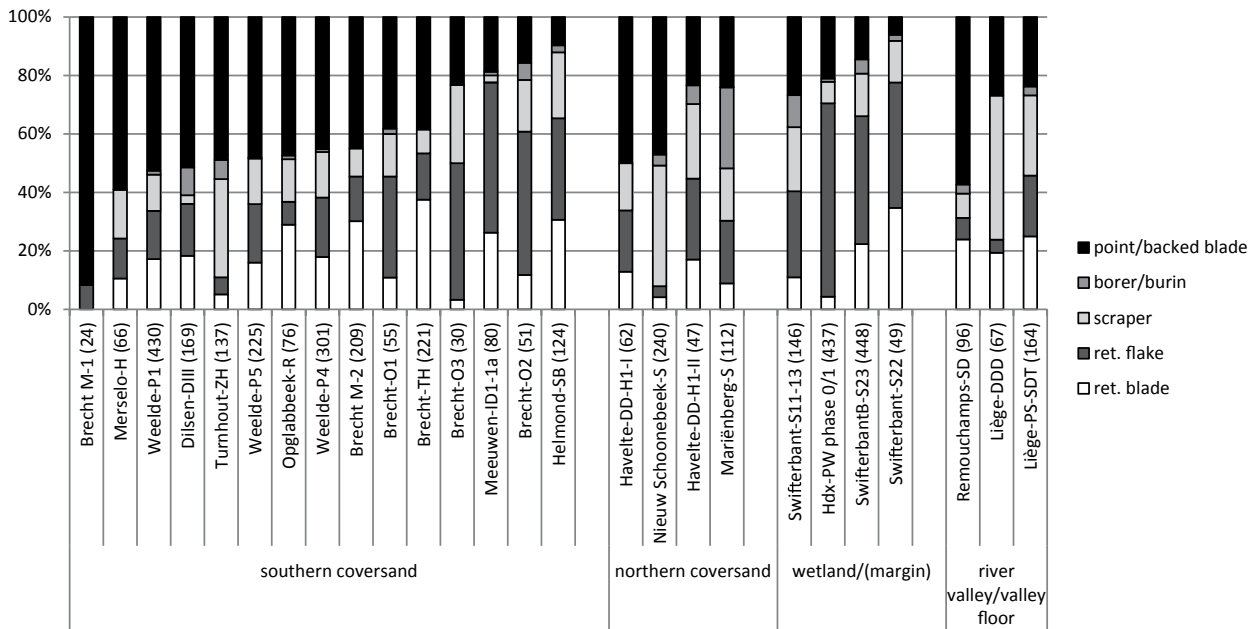 100%
80%
60%
40%
20%
0%
Brecht M-1 (24)
Merselo-H (66)
Weelde-P1 (430)
Dilsen-DIII (169)
Turnhout-ZH (137)
Weelde-P5 (225)
Opglabbeek-R (76)
Weelde-P4 (301)
Brecht M-2 (209)
Brecht-O1 (55)
Brecht-TH (221)
Brecht-O3 (30)
Meeuwen-ID1-1a (80)
Brecht-O2 (51)
Helmond-SB (124)
Havelte-DD-H1-I (62)
Nieuw Schoonebeek-S (240)
Havelte-DD-H1-II (47)
Mariënberg-S (112)
Swifterbant-S11-13 (146)
Hdx-PW phase 0/1 (437)
SwifterbantB-S23 (448)
Swifterbant-S22 (49)
Remouchamps-SD (96)
Liège-DDD (67)
Liège-PS-SDT (164)
southern coversand
northern coversand
wetland/(margin)
river
valley/valley
floor
point/backed blade
borer/burin
scraper
ret. flake
ret. blade